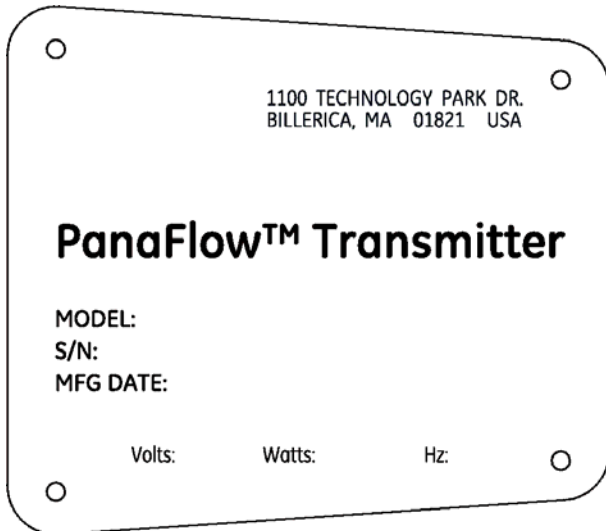 1100 TECHNOLOGY PARK DR.
BILLERICA, MA 01821 USA
PanaFlow™ Transmitter
MODEL:
S/N:
MFG DATE:
Volts: Watts: Hz: